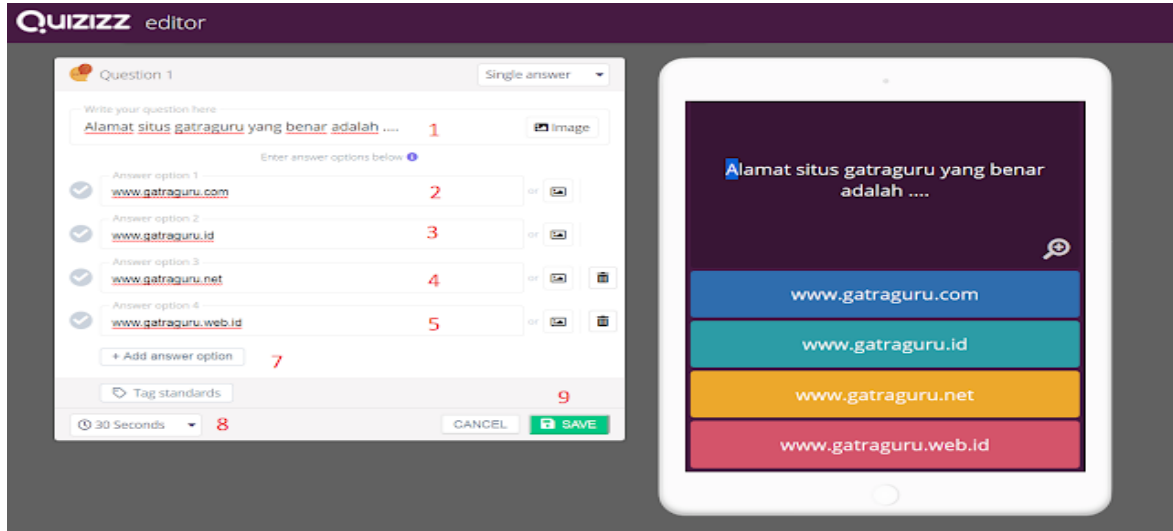 QUIZIZZ editor
Question 1
Single answer
Write your question here
Alamat situs gatraguru yang benar adalah ....
1
Image
Enter answer options below
Answer option 1
www.gatraguru.com
2
or
Answer option 2
www.gatraguru.id
3
or
Answer option 3
www.gatraguru.net
4
or
Answer option 4
www.gatraguru.web.id
5
or
+ Add answer option
7
Tag standards
9
30 Seconds
8
CANCEL
SAVE
Alamat situs gatraguru yang benar
adalah ....
www.gatraguru.com
www.gatraguru.id
www.gatraguru.net
www.gatraguru.web.id